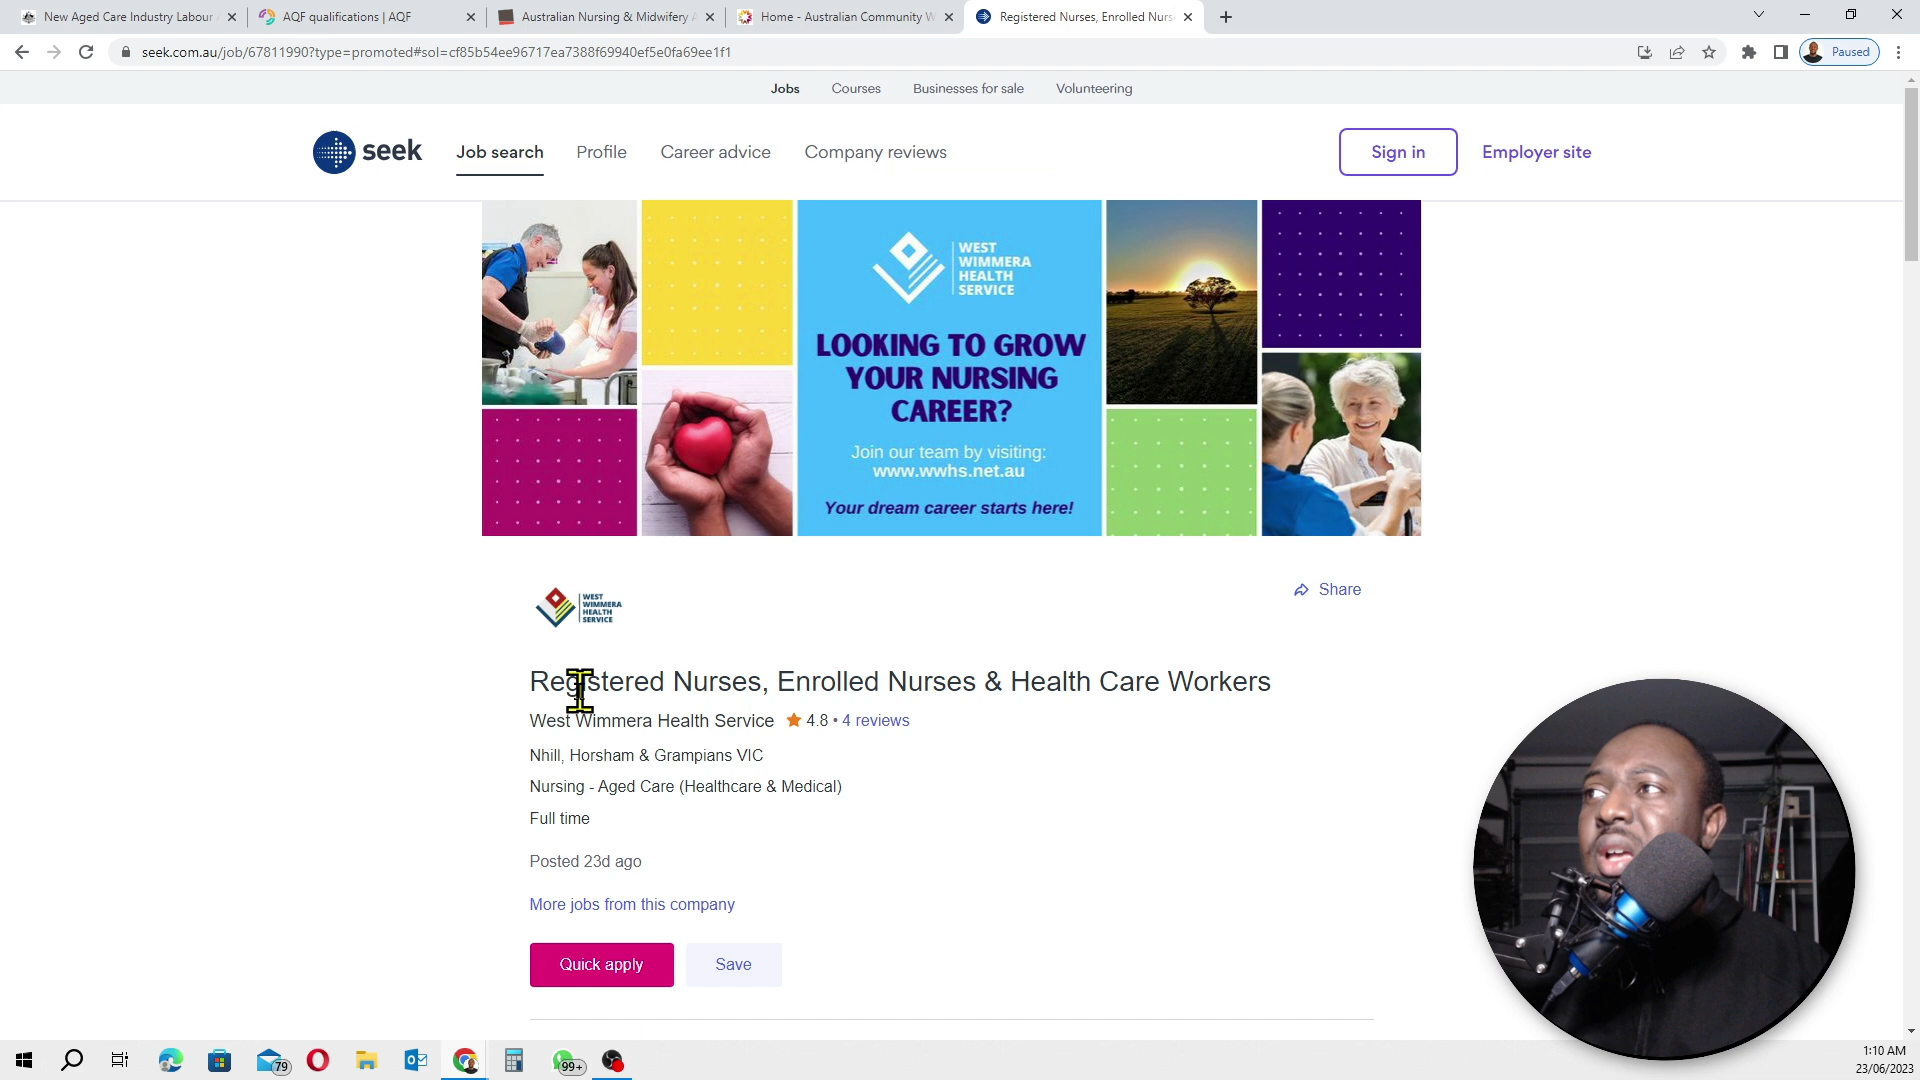 New Aged Care Industry Labour A
AQF qualifications | AQF
Australian Nursing & Midwifery A
Home - Australian Community W
Registered Nurses, Enrolled Nurs
seek.com.au/job/67811990?type=promoted#sol=cf85b54ee96717ea7388f69940ef5e0fa69ee1f1
Paused
Jobs Courses Businesses for sale Volunteering
seek Job search Profile Career advice Company reviews Sign in Employer site
WEST
WIMMERA
HEALTH
SERVICE
LOOKING TO GROW
YOUR NURSING
CAREER?
Join our team by visiting:
www.wwhs.net.au
Your dream career starts here!
WEST
WIMMERA
HEALTH
SERVICE
Share
Registered Nurses, Enrolled Nurses & Health Care Workers
West Wimmera Health Service 4.8 • 4 reviews
Nhill, Horsham & Grampians VIC
Nursing - Aged Care (Healthcare & Medical)
Full time
Posted 23d ago
More jobs from this company
Quick apply Save
79
99+
1:10 AM
23/06/2023